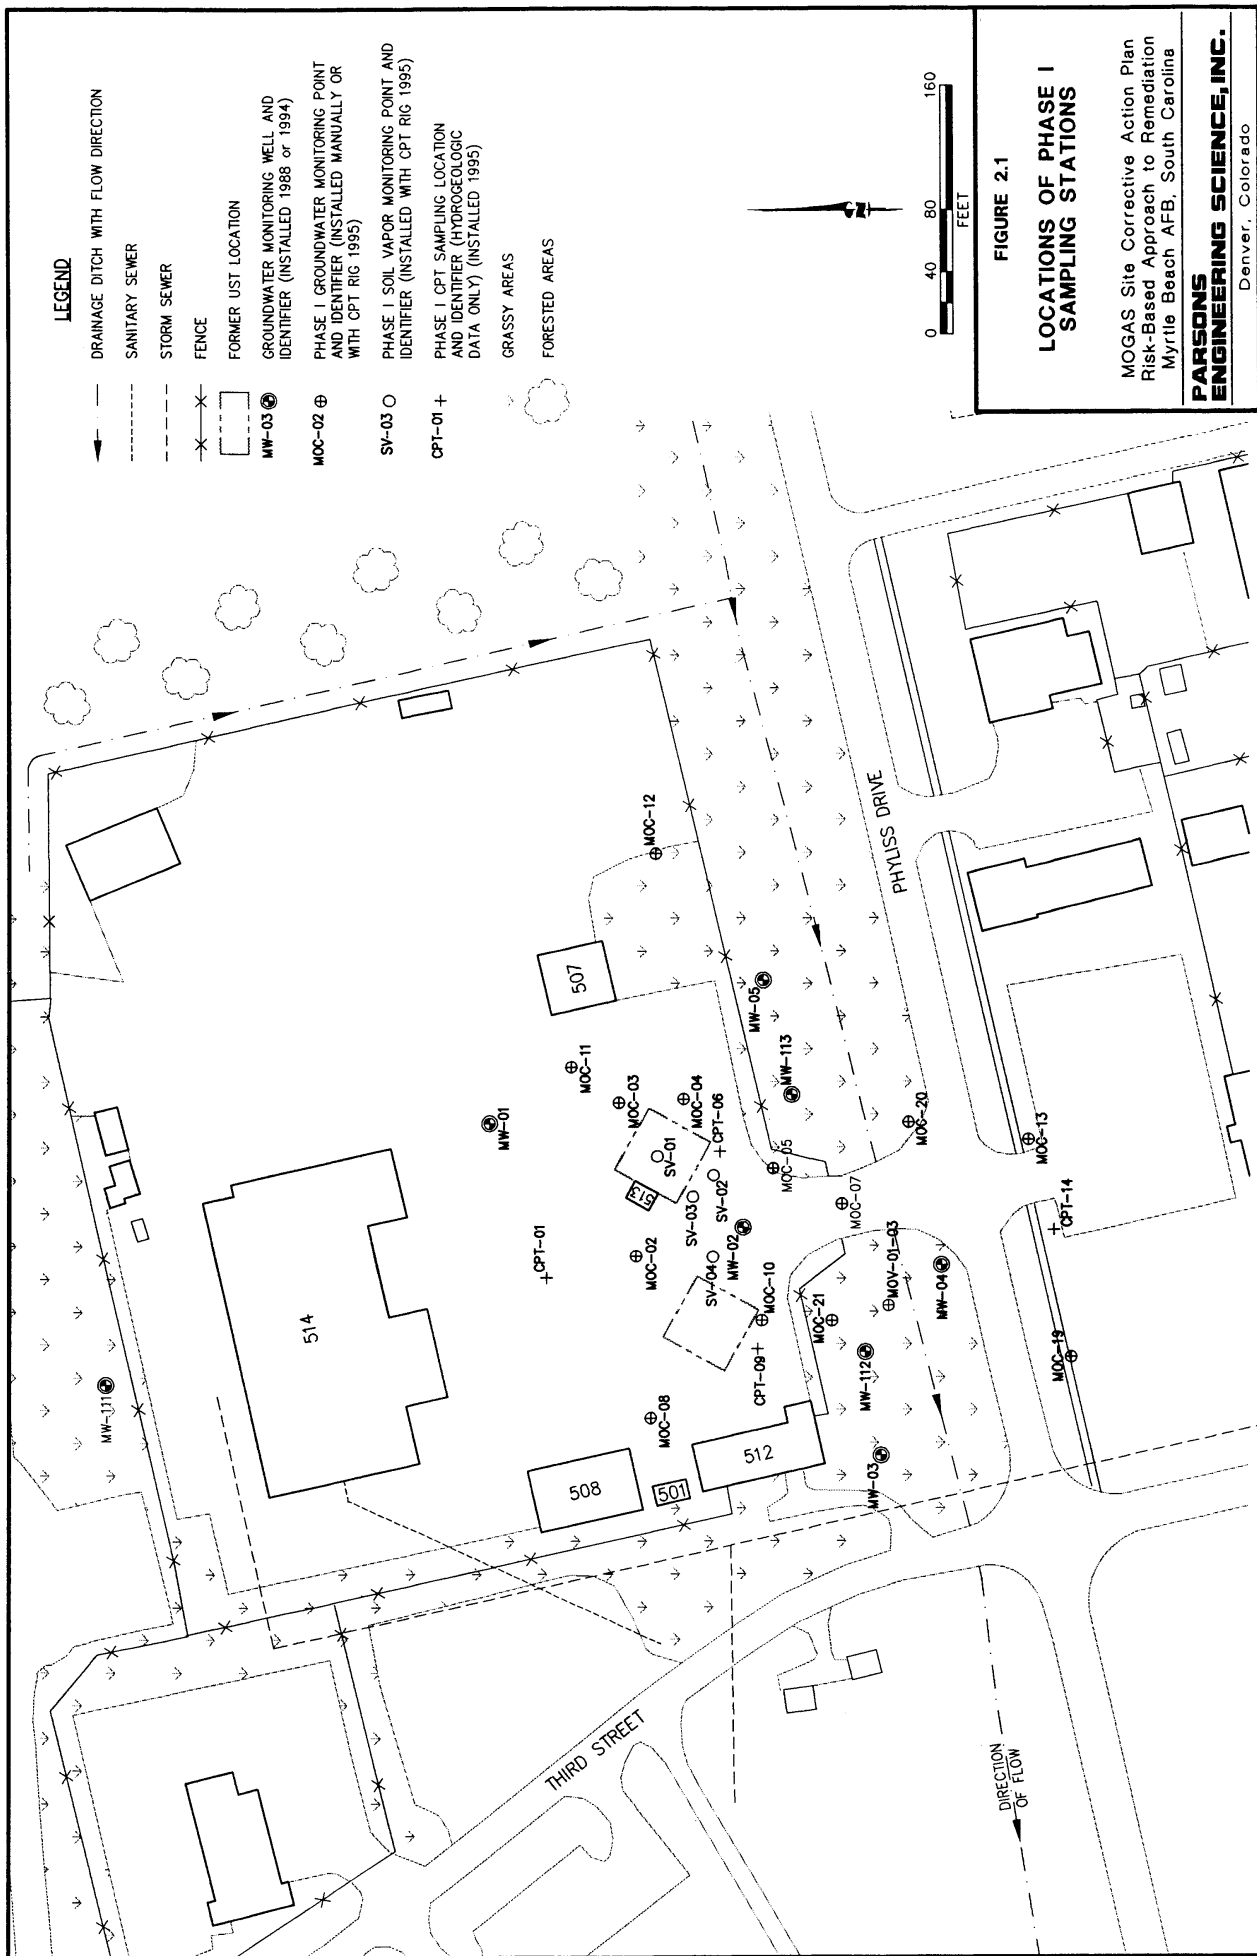 LEGEND
DRAINAGE DITCH WITH FLOW DIRECTION
SANITARY SEWER
STORM SEWER
FENCE
FORMER UST LOCATION
MW-03
GROUNDWATER MONITORING WELL AND
IDENTIFIER (INSTALLED 1988 or 1994)
MOC-02
PHASE I GROUNDWATER MONITORING POINT
AND IDENTIFIER (INSTALLED MANUALLY OR
WITH CPT RIG 1995)
SV-03
PHASE I SOIL VAPOR MONITORING POINT AND
IDENTIFIER (INSTALLED WITH CPT RIG 1995)
CPT-01
PHASE I CPT SAMPLING LOCATION
AND IDENTIFIER (HYDROGEOLOGIC
DATA ONLY) (INSTALLED 1995)
GRASSY AREAS
FORESTED AREAS
0 40 80 160
FEET
N
FIGURE 2.1
LOCATIONS OF PHASE I
SAMPLING STATIONS
MOGAS Site Corrective Action Plan
Risk-Based Approach to Remediation
Myrtle Beach AFB, South Carolina
PARSONS
ENGINEERING SCIENCE, INC.
Denver, Colorado
MW-111
514
MW-01
CPT-01
MOC-11
507
MOC-12
508
501
512
MOC-08
MOC-02
513
MOC-03
SV-01
MOC-04
CPT-06
SV-03
SV-02
SV-04
MW-02
MOC-10
CPT-09
MOC-21
MOC-05
MW-05
MW-113
MOC-07
MOV-01-03
MW-112
MW-03
MW-04
MOC-20
MOC-13
CPT-14
MOC-19
PHYLISS DRIVE
THIRD STREET
DIRECTION
OF FLOW